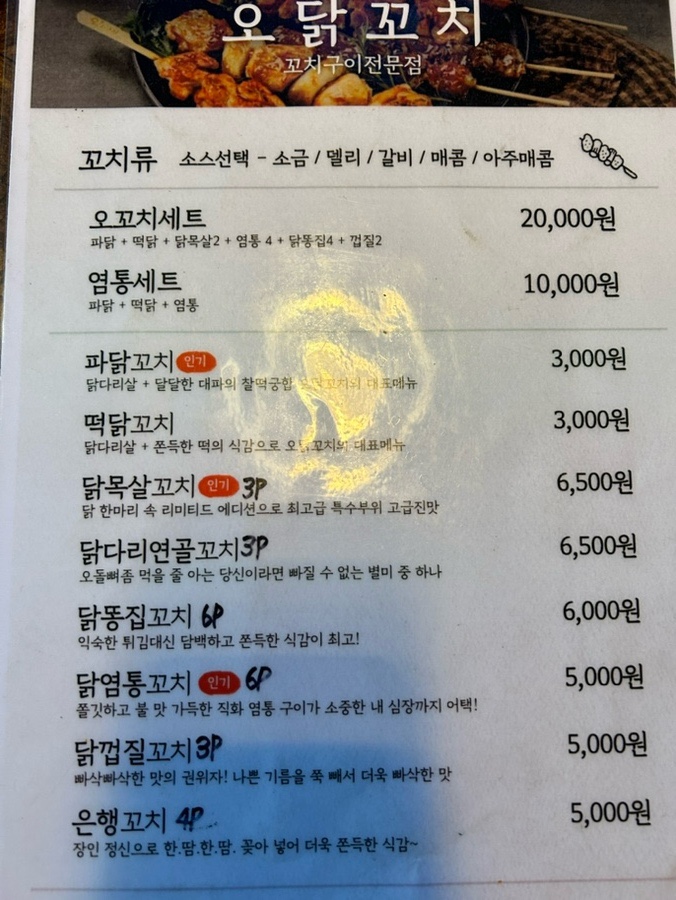 오닭꼬치
꼬치구이전문점
꼬치류 소스선택 - 소금 / 델리 / 갈비 / 매콤 / 아주매콤
오꼬치세트 20,000원
파닭 + 떡닭 + 닭목살2 + 염통 4 + 닭똥집4 + 껍질2
염통세트 10,000원
파닭 + 떡닭 + 염통
파닭꼬치 인기 3,000원
닭다리살 + 달달한 대파의 찰떡궁합 오닭꼬치의 대표메뉴
떡닭꼬치 3,000원
닭다리살 + 쫀득한 떡의 식감으로 오닭꼬치의 대표메뉴
닭목살꼬치 인기 3P 6,500원
닭 한마리 속 리미티드 에디션으로 최고급 특수부위 고급진맛
닭다리연골꼬치 3P 6,500원
오돌뼈좀 먹을 줄 아는 당신이라면 빠질 수 없는 별미 중 하나
닭똥집꼬치 6P 6,000원
익숙한 튀김대신 담백하고 쫀득한 식감이 최고!
닭염통꼬치 인기 6P 5,000원
쫄깃하고 불 맛 가득한 직화 염통 구이가 소중한 내 심장까지 어택!
닭껍질꼬치 3P 5,000원
빠삭빠삭한 맛의 권위자! 나쁜 기름을 쭉 빼서 더욱 빠삭한 맛
은행꼬치 4P 5,000원
장인 정신으로 한.땀.한.땀. 꽂아 넣어 더욱 쫀득한 식감~